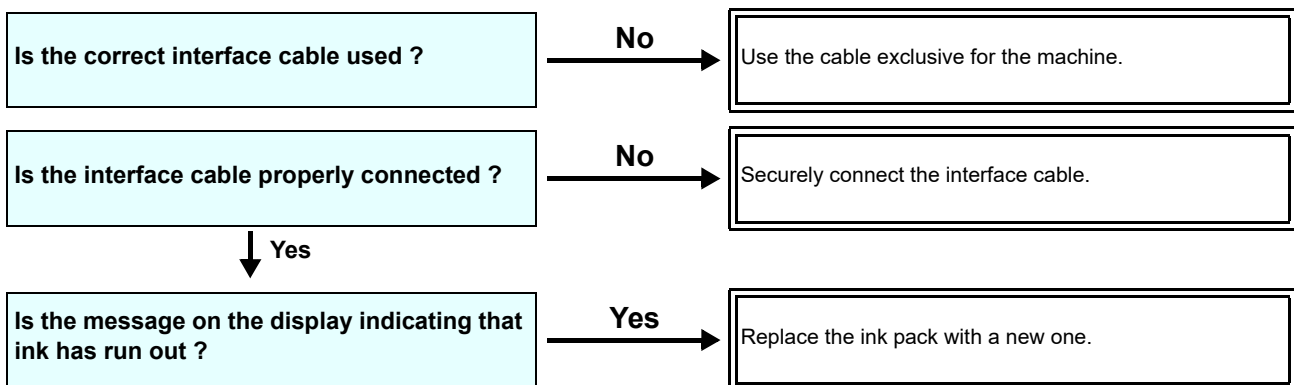 Is the correct interface cable used ?
No
Use the cable exclusive for the machine.
Is the interface cable properly connected ?
No
Securely connect the interface cable.
Yes
Is the message on the display indicating that
ink has run out ?
Yes
Replace the ink pack with a new one.